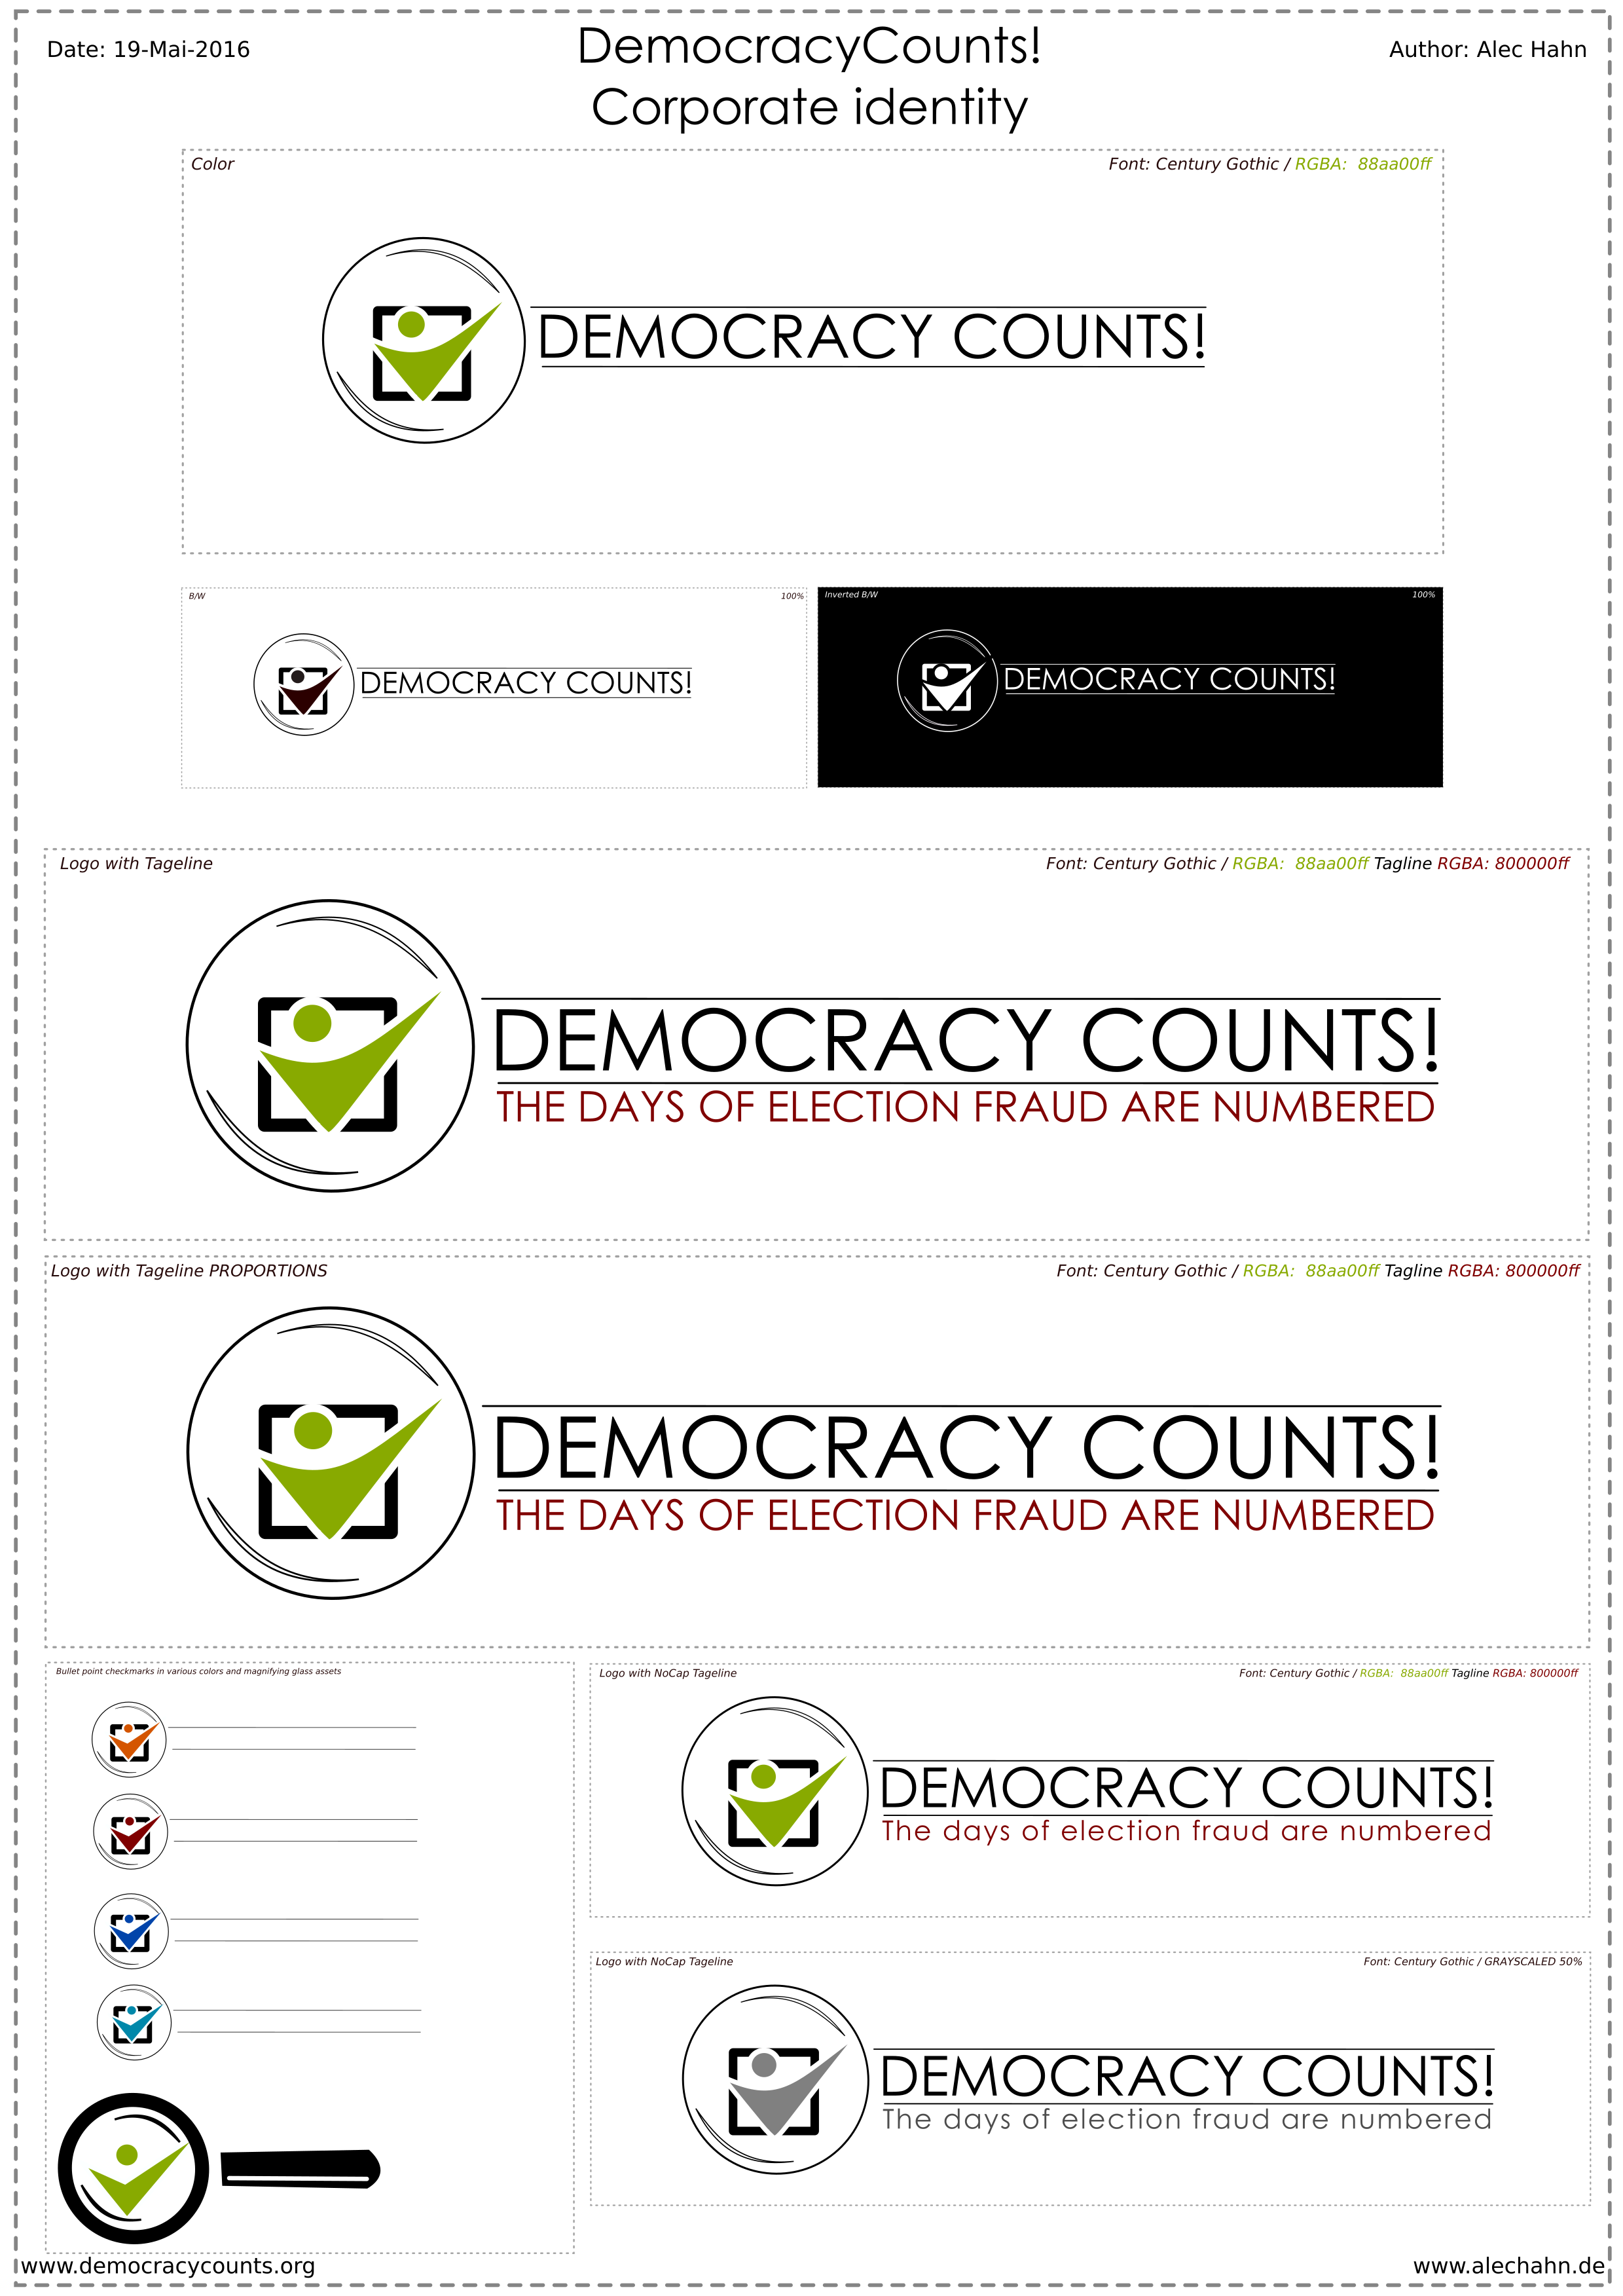 Date: 19-Mai-2016
DemocracyCounts!
Corporate identity
Author: Alec Hahn
Color
Font: Century Gothic / RGBA:  88aa00ff
DEMOCRACY COUNTS!
B/W
100%
DEMOCRACY COUNTS!
Inverted B/W
100%
DEMOCRACY COUNTS!
Logo with Tageline
Font: Century Gothic / RGBA:  88aa00ff Tagline RGBA: 800000ff
DEMOCRACY COUNTS!
THE DAYS OF ELECTION FRAUD ARE NUMBERED
Logo with Tageline PROPORTIONS
Font: Century Gothic / RGBA:  88aa00ff Tagline RGBA: 800000ff
DEMOCRACY COUNTS!
THE DAYS OF ELECTION FRAUD ARE NUMBERED
Bullet point checkmarks in various colors and magnifying glass assets
Logo with NoCap Tageline
Font: Century Gothic / RGBA:  88aa00ff Tagline RGBA: 800000ff
DEMOCRACY COUNTS!
The days of election fraud are numbered
Logo with NoCap Tageline
Font: Century Gothic / GRAYSCALED 50%
DEMOCRACY COUNTS!
The days of election fraud are numbered
www.democracycounts.org
www.alechahn.de